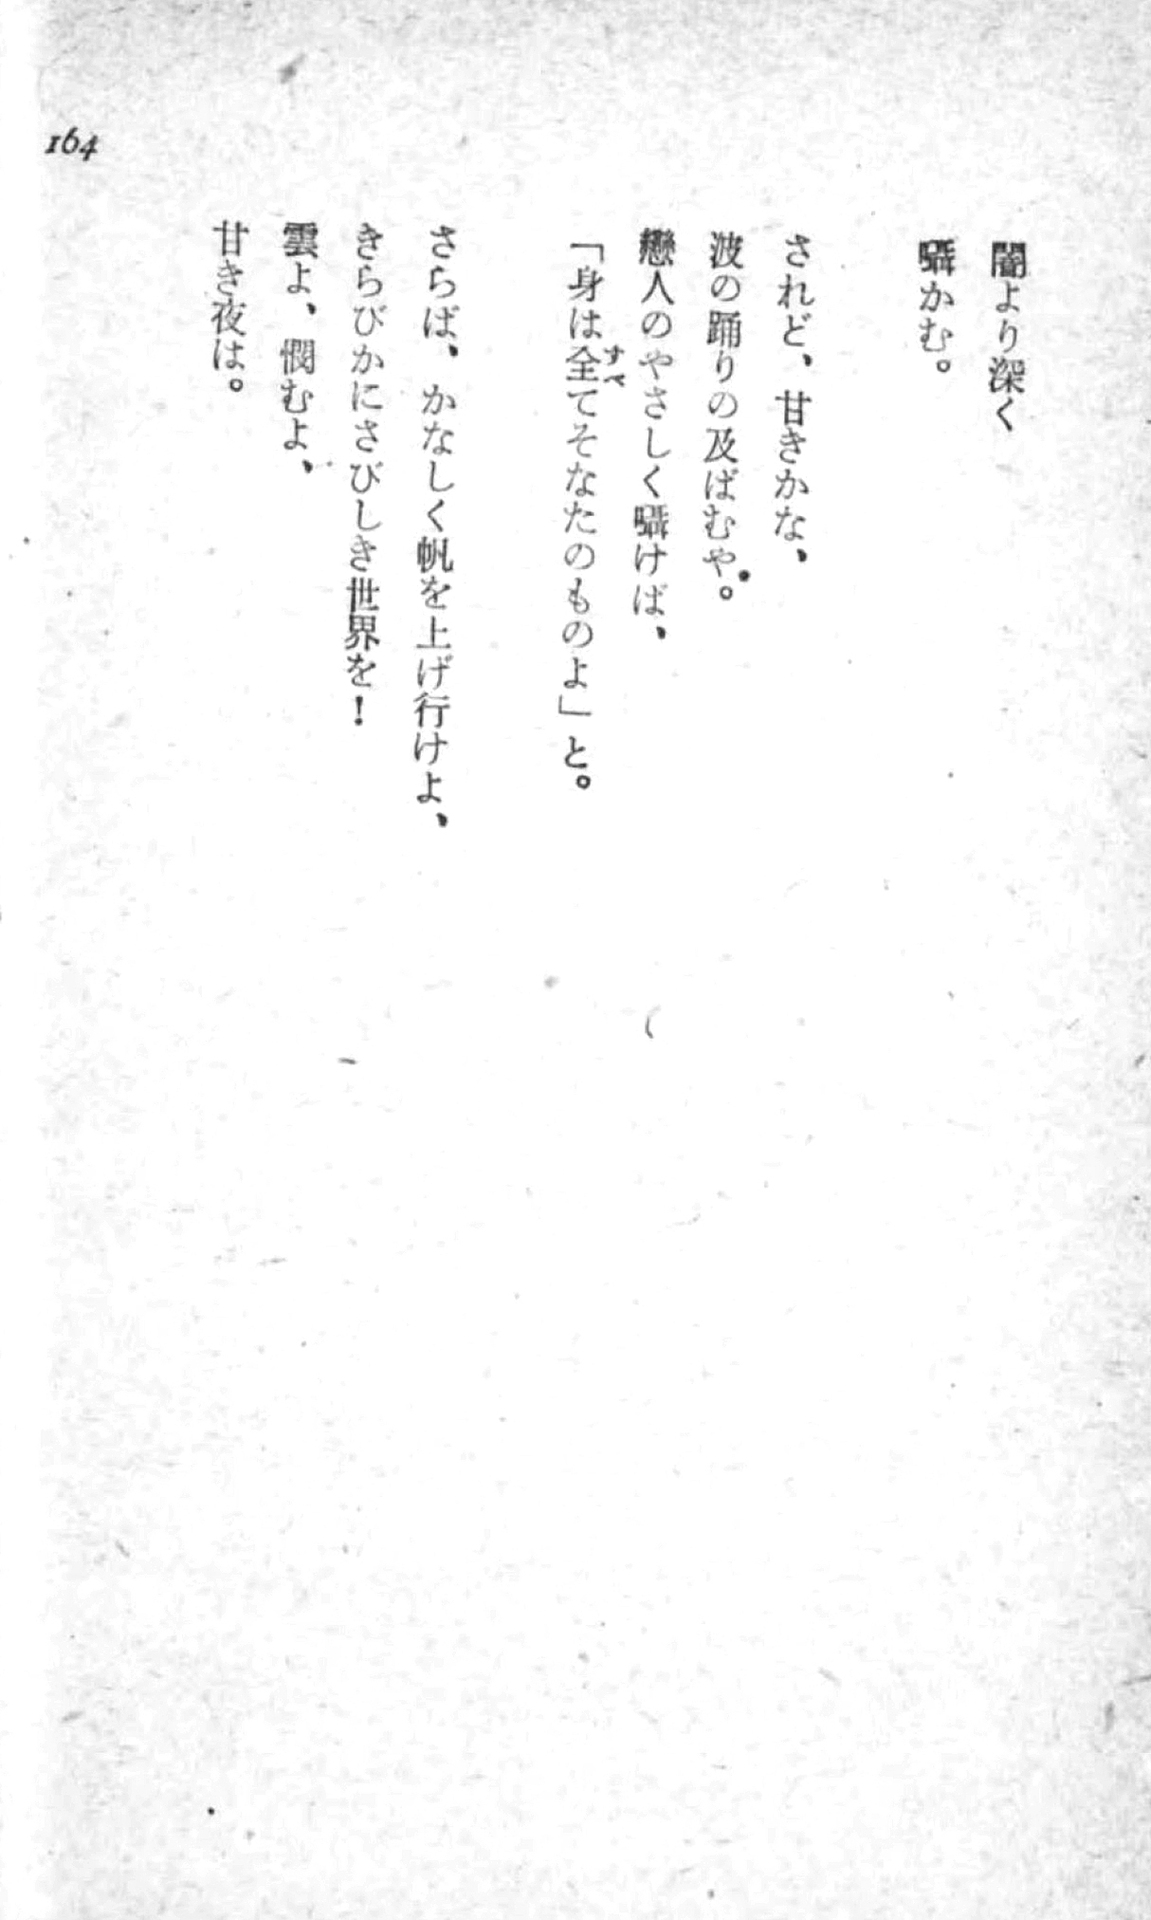 闇より深く
囁かむ。
されど、甘きかな、
波の踊りの及ばむや。
戀人のやさしく囁けば、
「身は全てそなたのものよ」と。
すべ
さらば、かなしく帆を上げ行けよ、
きらびかにさびしき世界を！
雲よ、憫むよ、
甘き夜は。
164